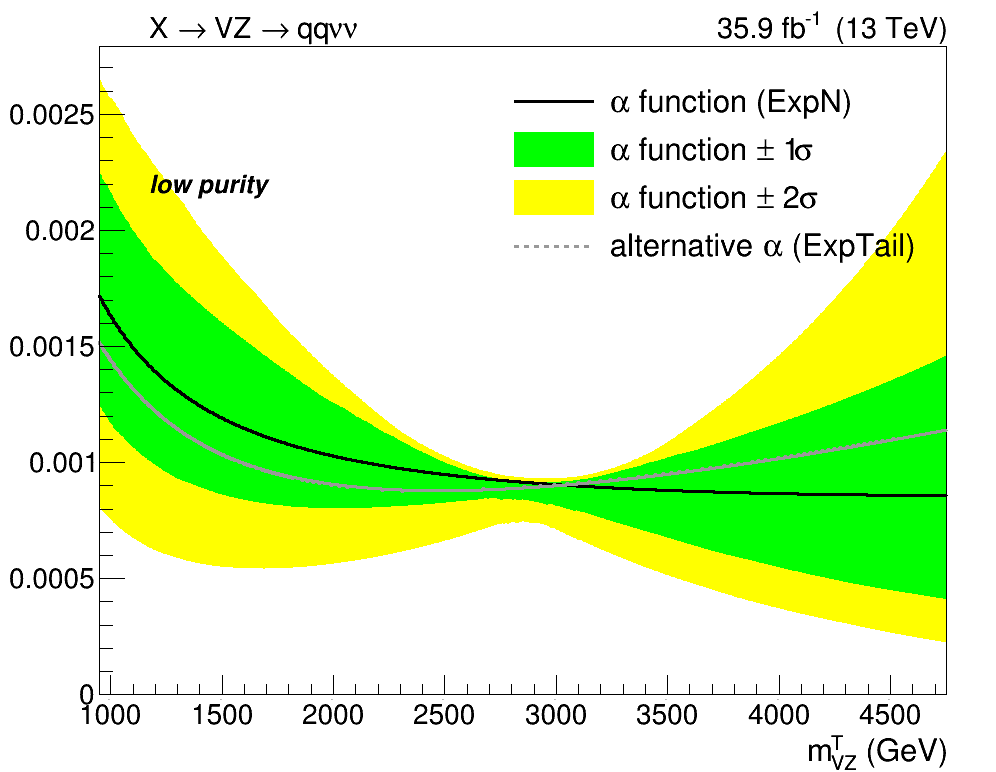 X → VZ → qqνν
35.9 fb⁻¹ (13 TeV)
α function (ExpN)
α function ± 1σ
α function ± 2σ
alternative α (ExpTail)
low purity
0.0025
0.002
0.0015
0.001
0.0005
0
1000 1500 2000 2500 3000 3500 4000 4500
m^T_VZ (GeV)